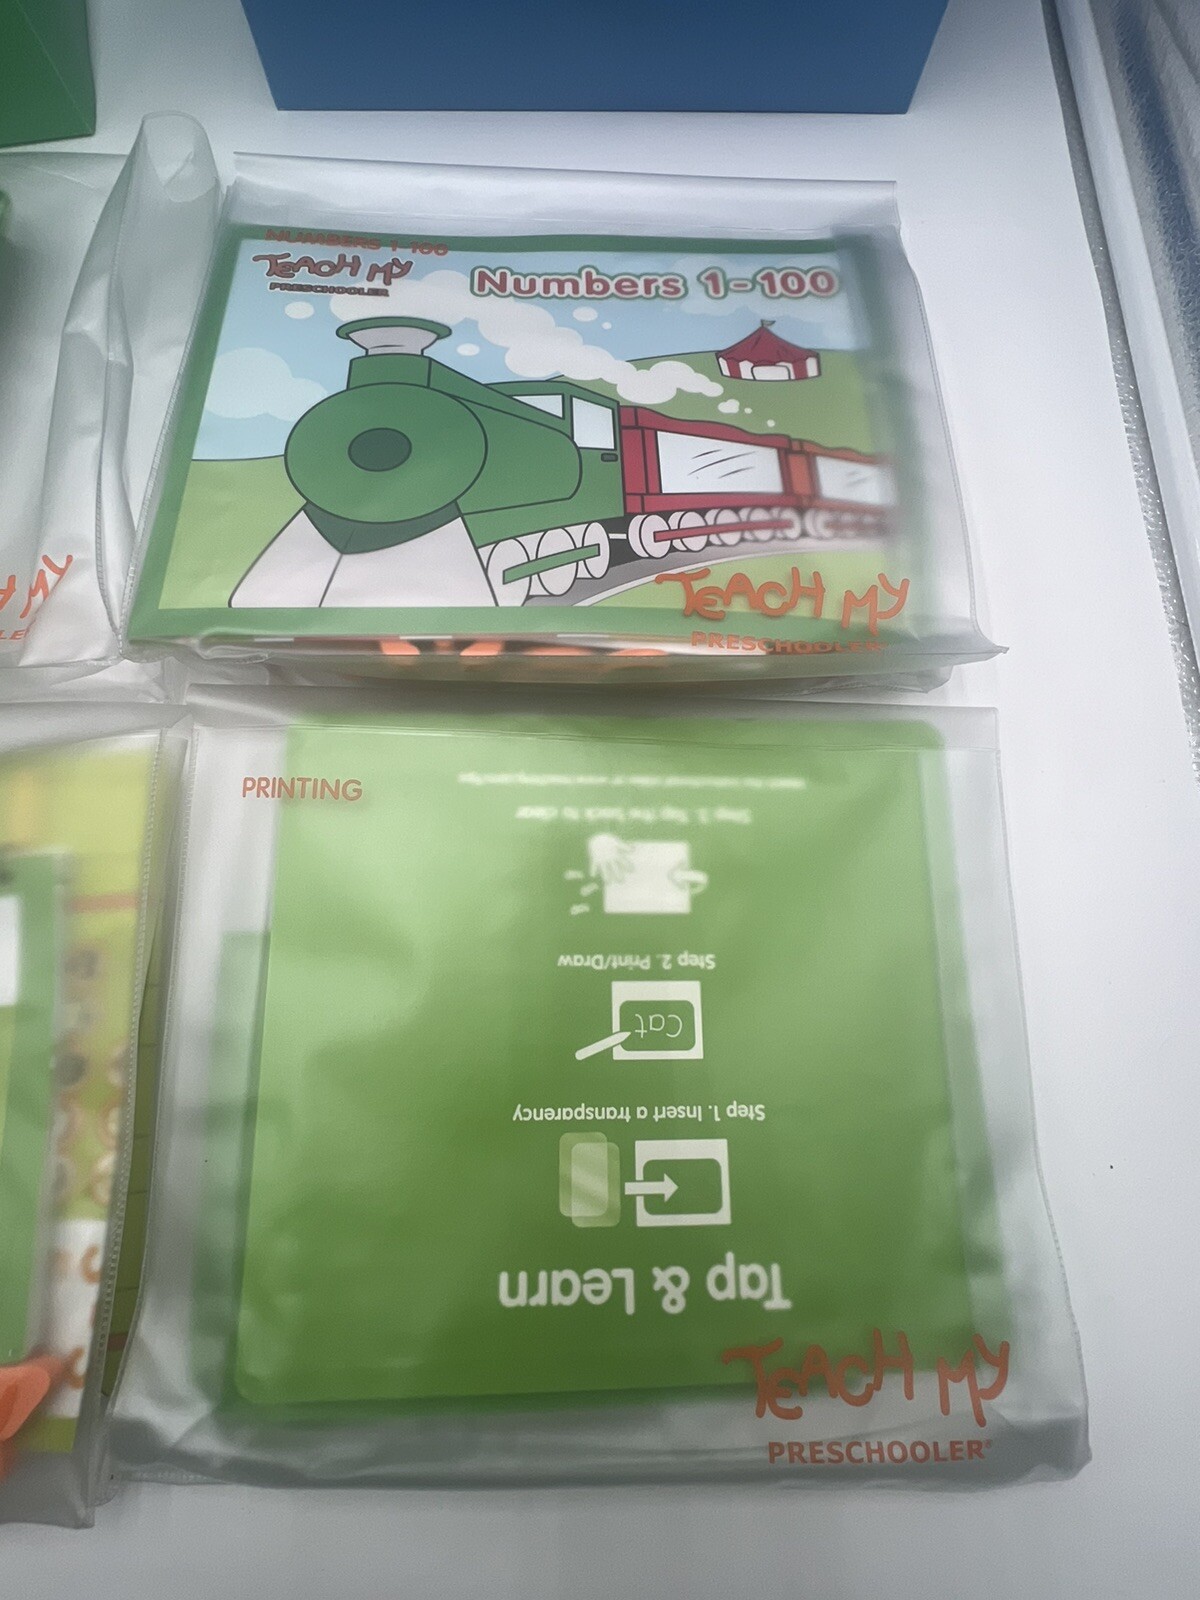 NUMBERS 1-100
TEACH MY
PRESCHOOLER
Numbers 1-100
TEACH MY
PRESCHOOLER
MY
PRINTING
Tap & Learn
Step 1. Insert a transparency
Cat
Step 2. Print/Draw
Step 3. Tap the back to clear
TEACH MY
PRESCHOOLER®